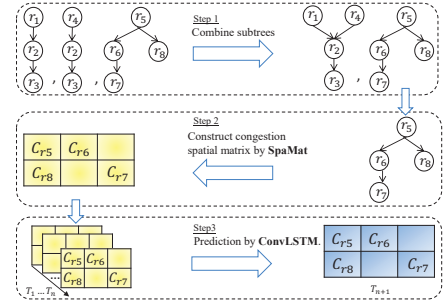 r1 r4 r5 Step 1 r1 r4 r5
Combine subtrees
r2 r2 r6 r8 r2 r6 r8
r3 , r3 , r7 r3 , r7
Step 2 r5
Construct congestion
spatial matrix by SpaMat
Cr5 Cr6 r6 r8
Cr8 Cr7 r7
Step3
Prediction by ConvLSTM.
Cr5 Cr6 Cr5 Cr6
Cr8 Cr7 Cr8 Cr7
T1 ... Tn Tn+1